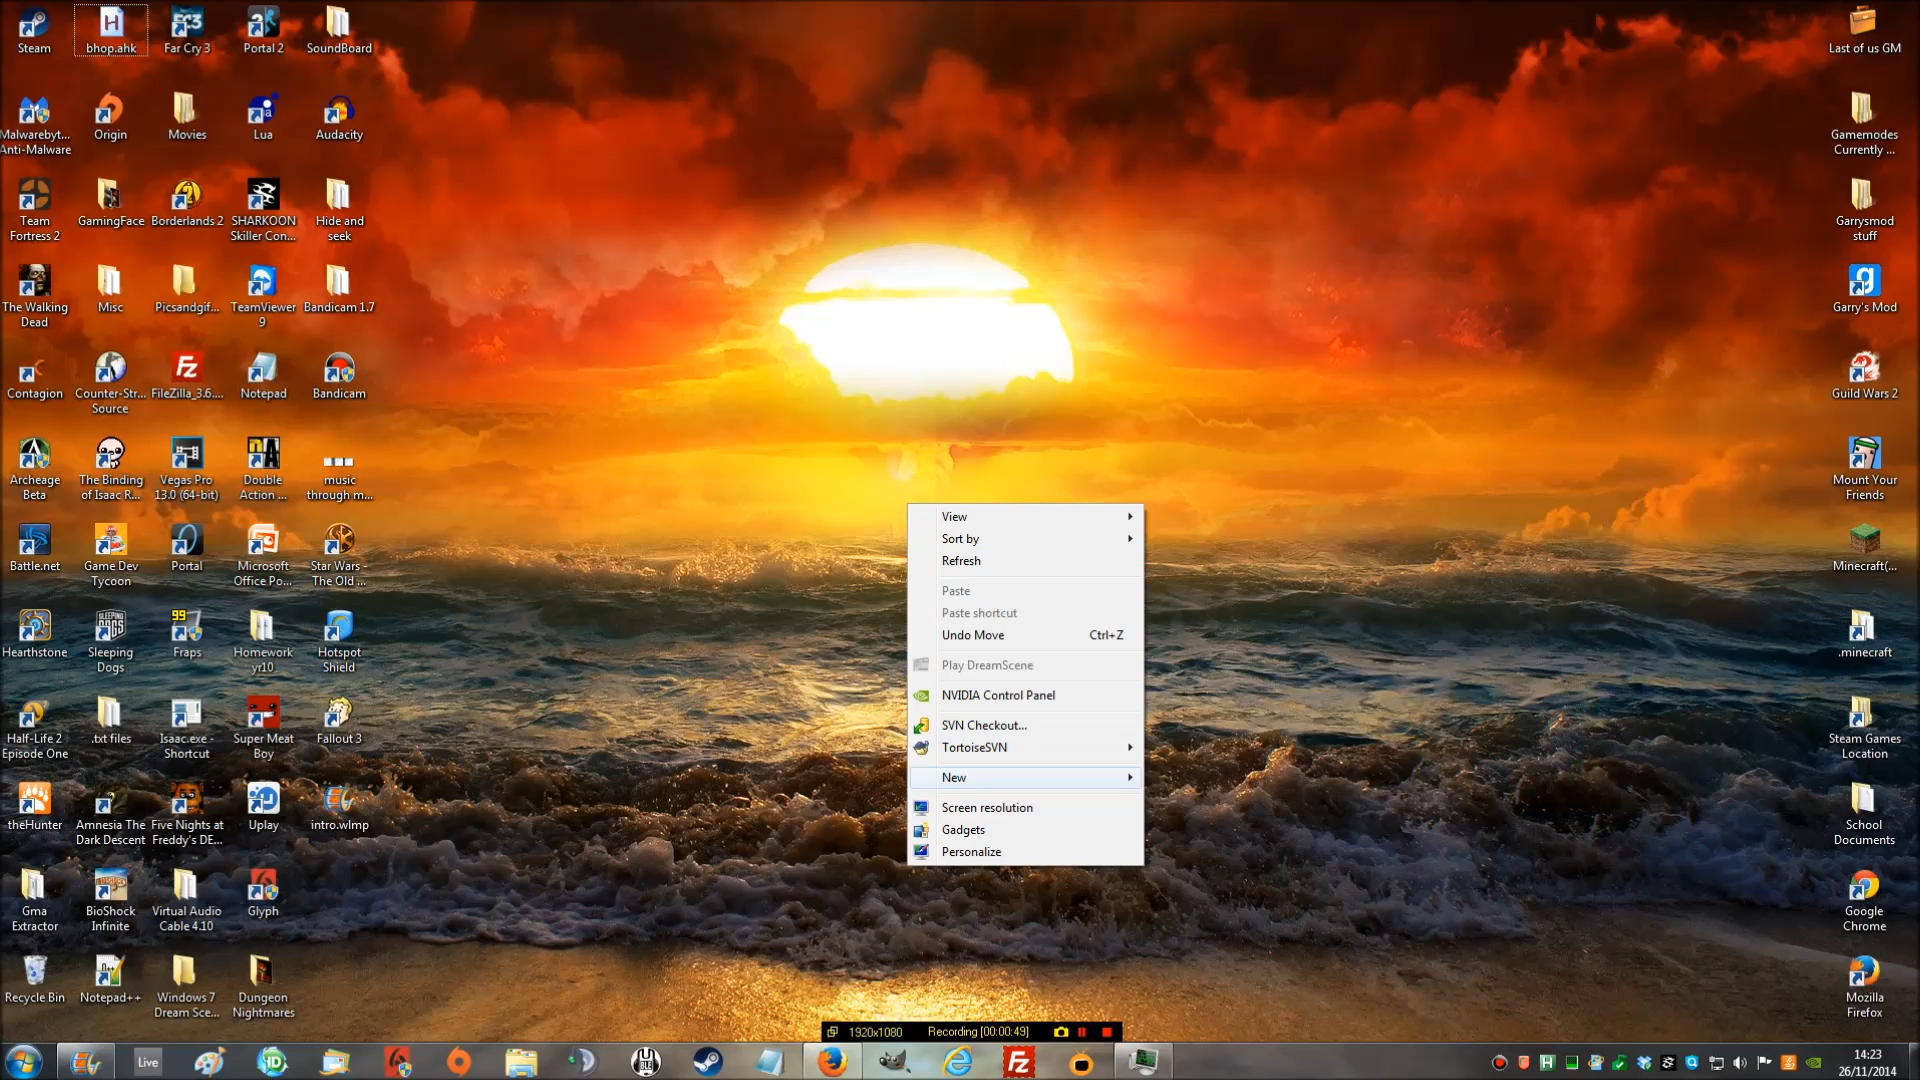 Steam
bhop.ahk
Far Cry 3
Portal 2
SoundBoard
Last of us GM
Malwarebyt...
Anti-Malware
Origin
Movies
Lua
Audacity
Gamemodes
Currently ...
Team
Fortress 2
GamingFace
Borderlands 2
SHARKOON
Skiller Con...
Hide and
seek
Garrysmod
stuff
The Walking
Dead
Misc
Picsandgif...
TeamViewer
9
Bandicam 1.7
Garry's Mod
Contagion
Counter-Str...
Source
FileZilla_3.6....
Notepad
Bandicam
Guild Wars 2
Archeage
Beta
The Binding
of Isaac R...
Vegas Pro
13.0 (64-bit)
Double
Action ...
music
through m...
Mount Your
Friends
Battle.net
Game Dev
Tycoon
Portal
Microsoft
Office Po...
Star Wars -
The Old ...
Minecraft(...
Hearthstone
SLEEPING
DOGS
Sleeping
Dogs
99
Fraps
Homework
yr10
Hotspot
Shield
.minecraft
Half-Life 2
Episode One
.txt files
Isaac.exe -
Shortcut
Super Meat
Boy
Fallout 3
Steam Games
Location
theHunter
Amnesia The
Dark Descent
Five Nights at
Freddy's DE...
Uplay
intro.wlmp
School
Documents
Gma
Extractor
BioShock
Infinite
Virtual Audio
Cable 4.10
Glyph
Google
Chrome
Recycle Bin
Notepad++
Windows 7
Dream Sce...
Dungeon
Nightmares
Mozilla
Firefox
View
Sort by
Refresh
Paste
Paste shortcut
Undo Move Ctrl+Z
Play DreamScene
NVIDIA Control Panel
SVN Checkout...
TortoiseSVN
New
Screen resolution
Gadgets
Personalize
1920x1080 Recording [00:00:49]
Live
14:23
26/11/2014